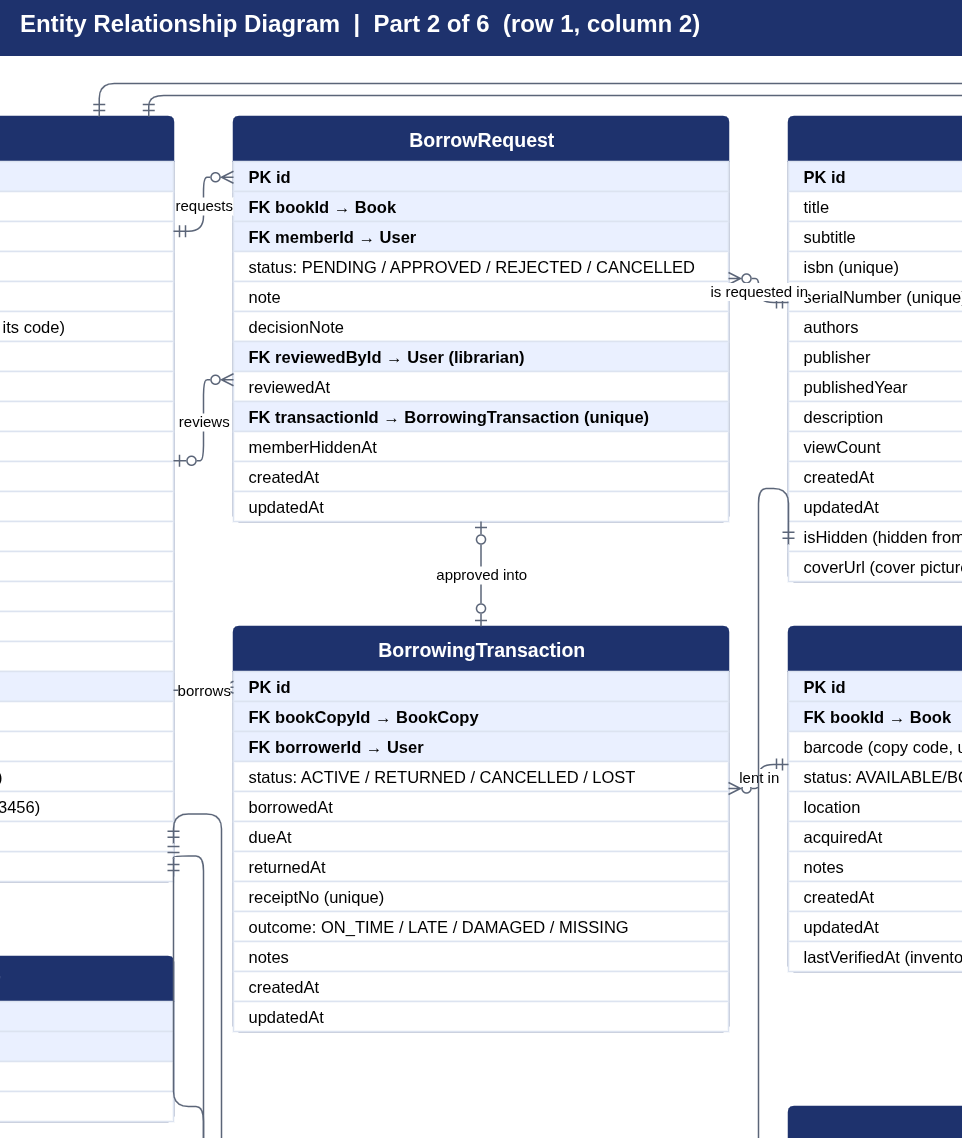 Entity Relationship Diagram | Part 2 of 6 (row 1, column 2)
its code)
)
3456)
requests
reviews
borrows
BorrowRequest
PK id
FK bookId → Book
FK memberId → User
status: PENDING / APPROVED / REJECTED / CANCELLED
note
decisionNote
FK reviewedById → User (librarian)
reviewedAt
FK transactionId → BorrowingTransaction (unique)
memberHiddenAt
createdAt
updatedAt
approved into
BorrowingTransaction
PK id
FK bookCopyId → BookCopy
FK borrowerId → User
status: ACTIVE / RETURNED / CANCELLED / LOST
borrowedAt
dueAt
returnedAt
receiptNo (unique)
outcome: ON_TIME / LATE / DAMAGED / MISSING
notes
createdAt
updatedAt
is requested in
lent in
PK id
title
subtitle
isbn (unique)
serialNumber (unique
authors
publisher
publishedYear
description
viewCount
createdAt
updatedAt
isHidden (hidden from
coverUrl (cover picture
PK id
FK bookId → Book
barcode (copy code, u
status: AVAILABLE/BO
location
acquiredAt
notes
createdAt
updatedAt
lastVerifiedAt (invento